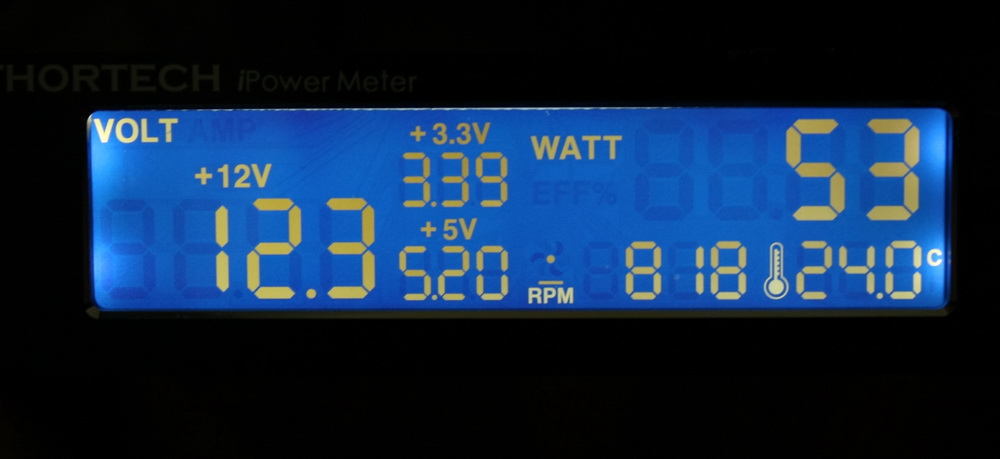 THORTECH iPower Meter
VOLT AMP
+12V
12.3
+3.3V
3.39
+5V
5.20
WATT 53
EFF%
RPM 818 24.0 C